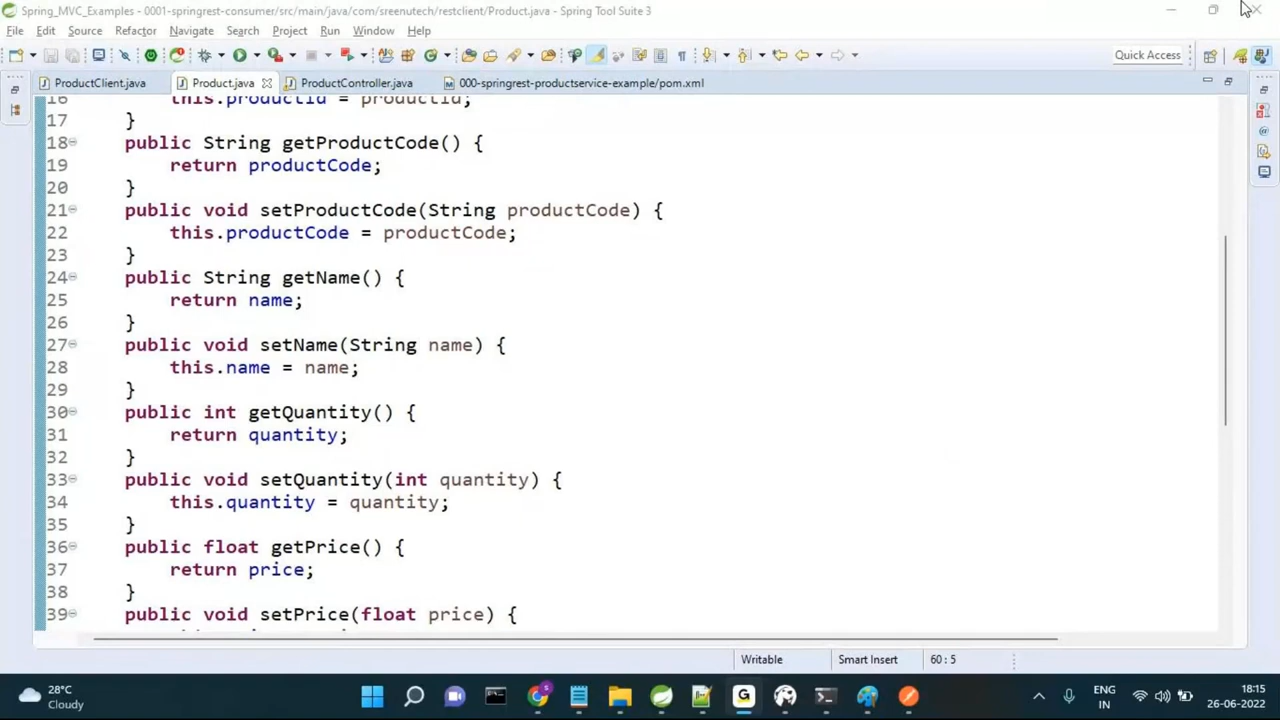 Spring_MVC_Examples - 0001-springrest-consumer/src/main/java/com/sreenutech/restclient/Product.java - Spring Tool Suite 3
File Edit Source Refactor Navigate Search Project Run Window Help
Quick Access
ProductClient.java Product.java ProductController.java 000-springrest-productservice-example/pom.xml
16 this.productId = productId;
17 }
18 public String getProductCode() {
19 return productCode;
20 }
21 public void setProductCode(String productCode) {
22 this.productCode = productCode;
23 }
24 public String getName() {
25 return name;
26 }
27 public void setName(String name) {
28 this.name = name;
29 }
30 public int getQuantity() {
31 return quantity;
32 }
33 public void setQuantity(int quantity) {
34 this.quantity = quantity;
35 }
36 public float getPrice() {
37 return price;
38 }
39 public void setPrice(float price) {
Writable Smart Insert 60 : 5
28°C
Cloudy
ENG
IN
18:15
26-06-2022